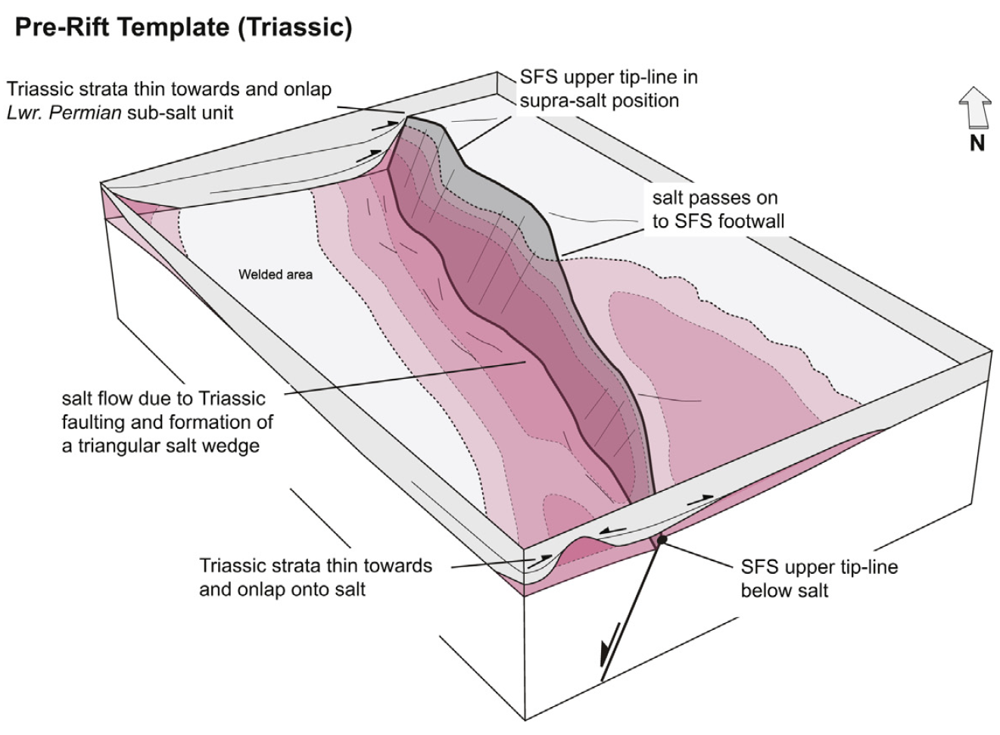 Pre-Rift Template (Triassic)
Triassic strata thin towards and onlap
Lwr. Permian sub-salt unit
SFS upper tip-line in
supra-salt position
N
salt passes on
to SFS footwall
Welded area
salt flow due to Triassic
faulting and formation of
a triangular salt wedge
Triassic strata thin towards
and onlap onto salt
SFS upper tip-line
below salt